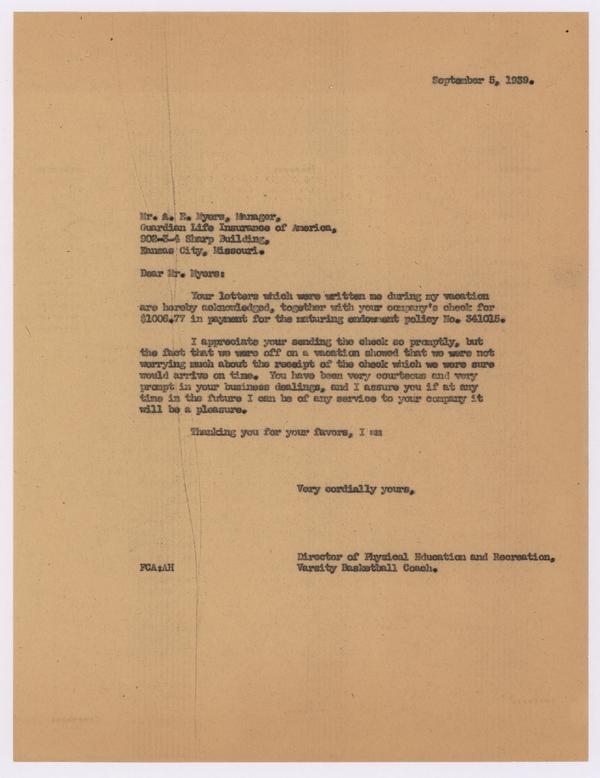 September 5, 1939.
Mr. A. E. Myers, Manager,
Guardian Life Insurance of America,
902-3-4 Sharp Building,
Kansas City, Missouri.
Dear Mr. Myers:
Your letters which were written me during my vacation
are hereby acknowledged, together with your company's check for
$1006.77 in payment for the maturing endowment policy No. 341015.
I appreciate your sending the check so promptly, but
the fact that we were off on a vacation showed that we were not
worrying much about the receipt of the check which we were sure
would arrive on time. You have been very courteous and very
prompt in your business dealings, and I assure you if at any
time in the future I can be of any service to your company it
will be a pleasure.
Thanking you for your favors, I am
Very cordially yours,
Director of Physical Education and Recreation,
FCA:AH Varsity Basketball Coach.